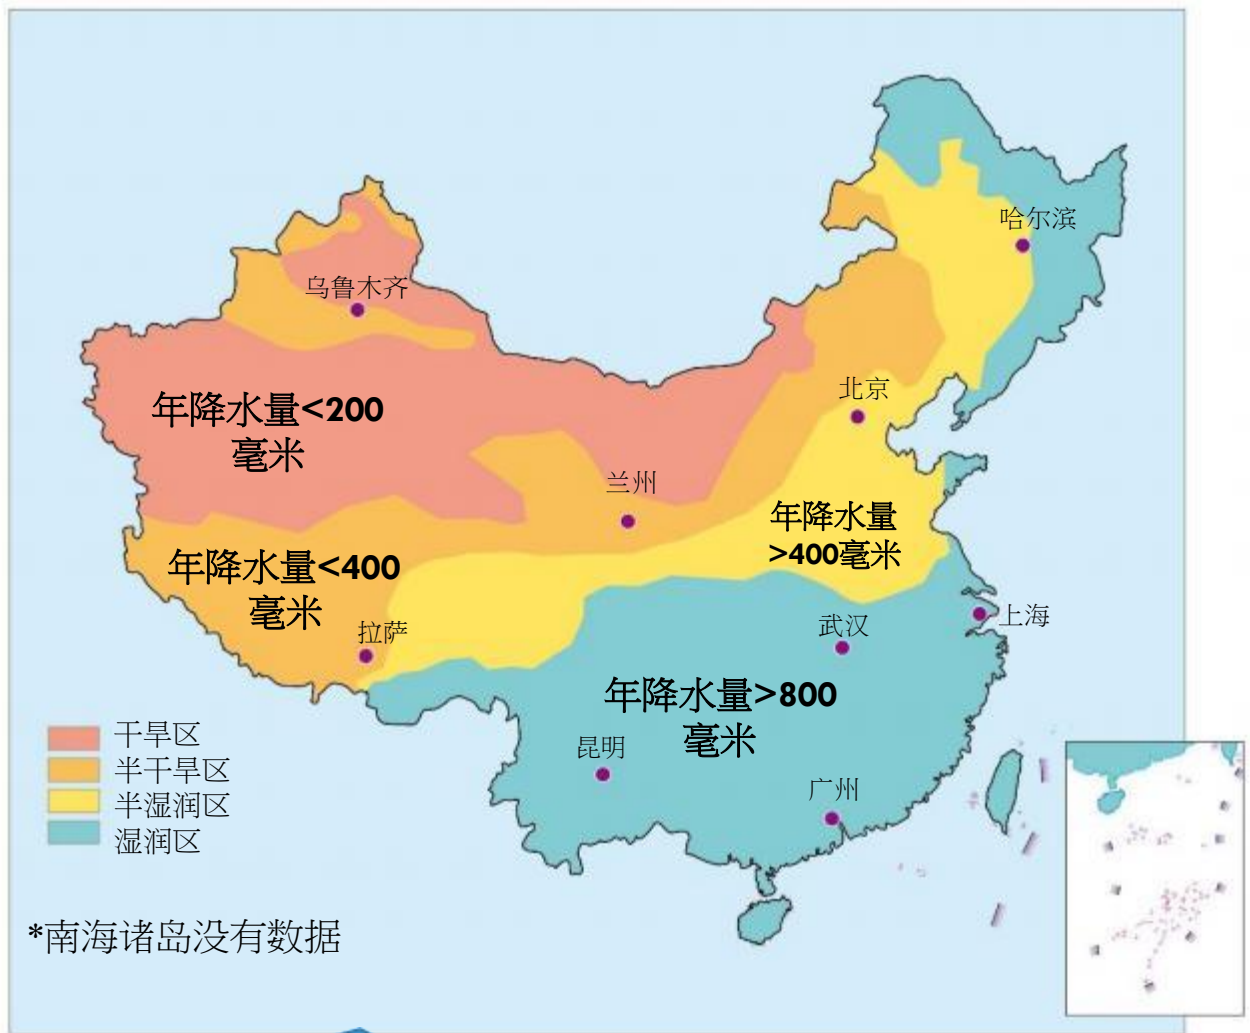 哈尔滨
乌鲁木齐
北京
年降水量<200
毫米
兰州
年降水量
>400毫米
年降水量<400
毫米
拉萨
上海
武汉
年降水量>800
毫米
昆明
广州
干旱区
半干旱区
半湿润区
湿润区
*南海诸岛没有数据